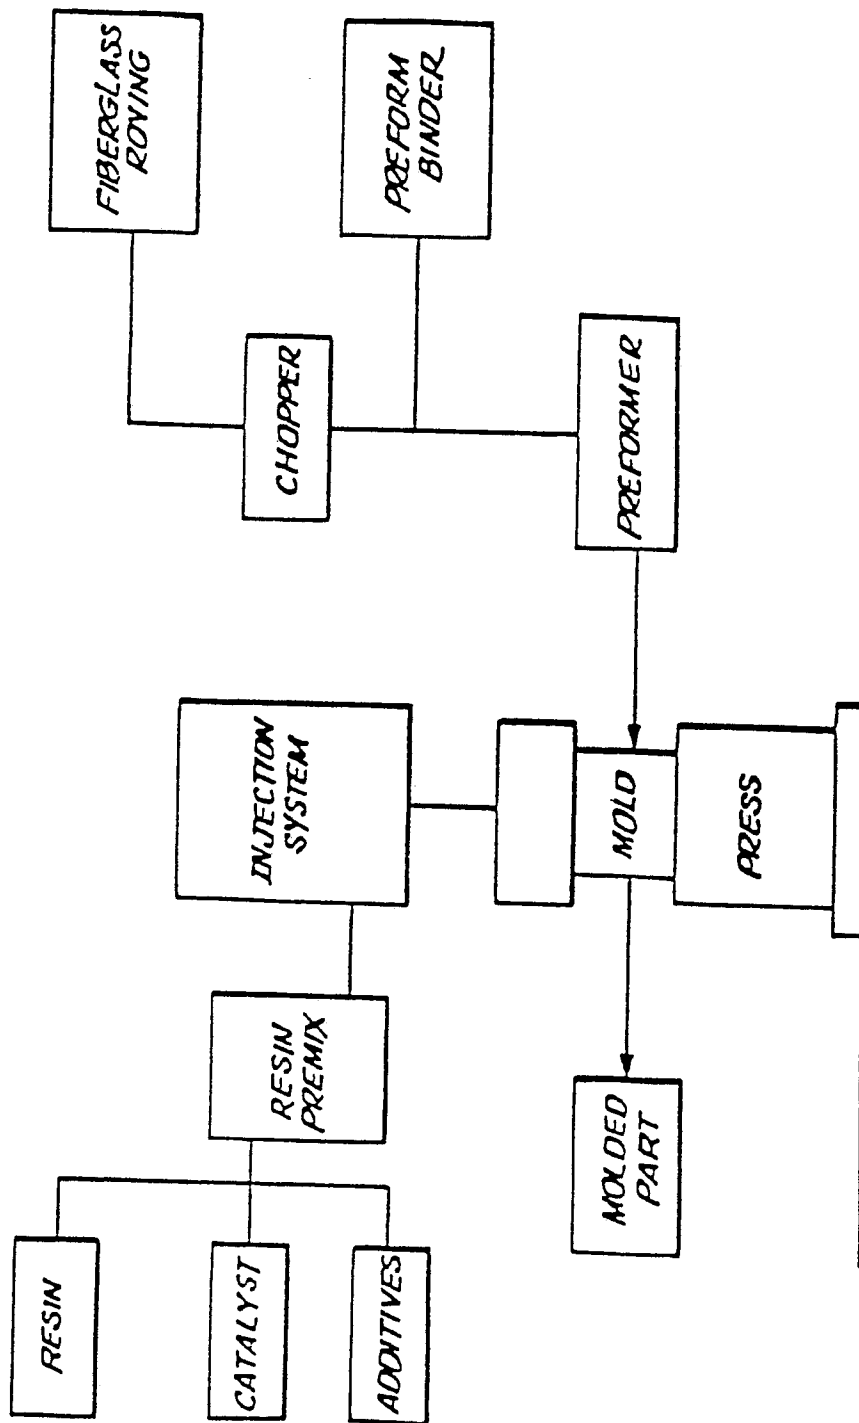 RESIN
CATALYST
ADDITIVES
RESIN
PREMIX
INJECTION
SYSTEM
MOLDED
PART
MOLD
PRESS
CHOPPER
PREFORMER
FIBERGLASS
ROVING
PREFORM
BINDER